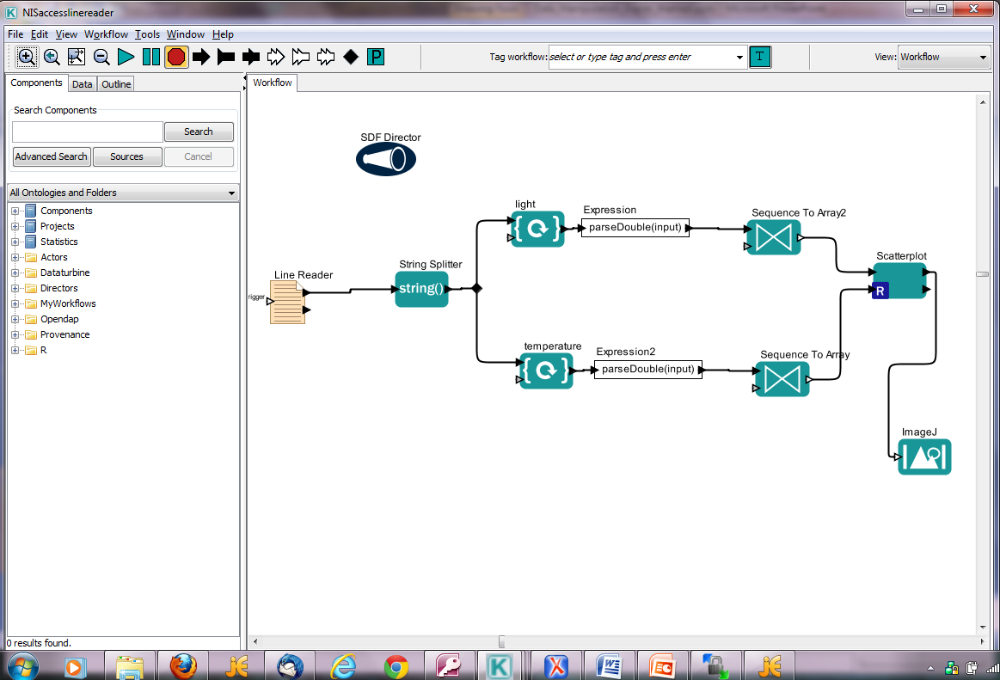 NISaccesslinereader
File Edit View Workflow Tools Window Help
P
Tag workflow: select or type tag and press enter
T
View: Workflow
Components Data Outline
Workflow
Search Components
Search
Advanced Search Sources Cancel
All Ontologies and Folders
Components
Projects
Statistics
Actors
Dataturbine
Directors
MyWorkflows
Opendap
Provenance
R
0 results found.
SDF Director
light
Expression
parseDouble(input)
Sequence To Array2
Scatterplot
R
Line Reader
rigger
String Splitter
string()
temperature
Expression2
parseDouble(input)
Sequence To Array
ImageJ